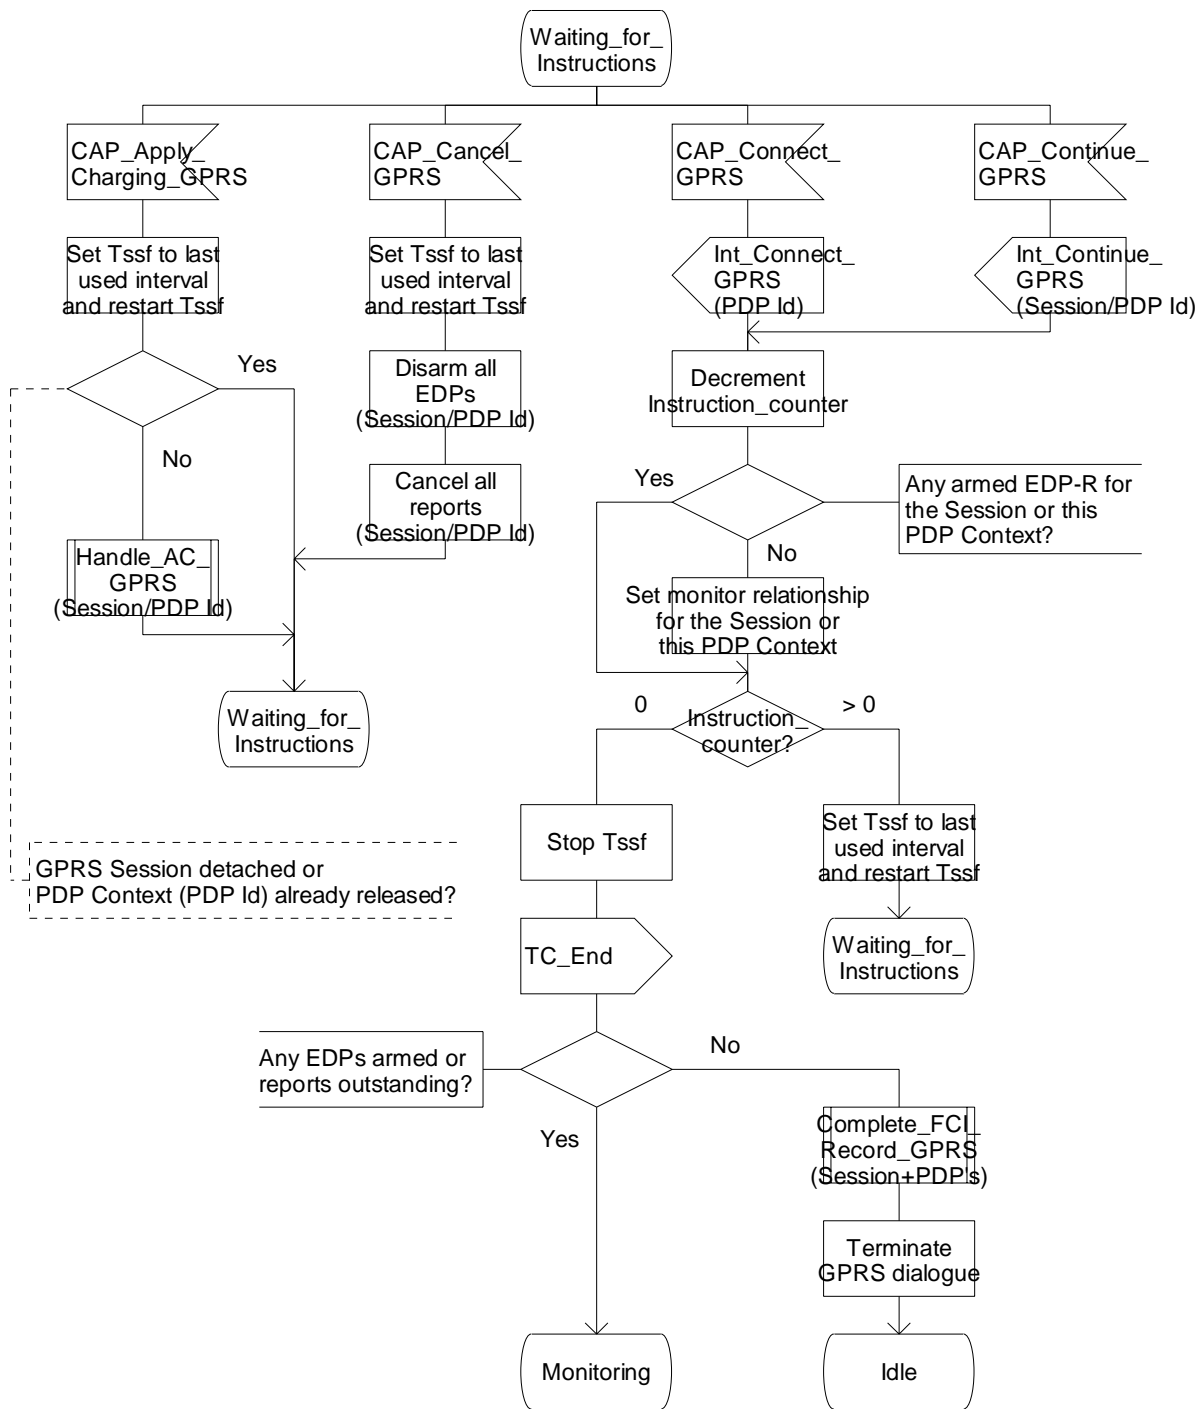 Waiting_for_
Instructions
CAP_Apply_
Charging_GPRS
CAP_Cancel_
GPRS
CAP_Connect_
GPRS
CAP_Continue_
GPRS
Set Tssf to last
used interval
and restart Tssf
Set Tssf to last
used interval
and restart Tssf
Int_Connect_
GPRS
(PDP Id)
Int_Continue_
GPRS
(Session/PDP Id)
Yes
Disarm all
EDPs
(Session/PDP Id)
Decrement
Instruction_counter
No
Cancel all
reports
(Session/PDP Id)
Yes
Any armed EDP-R for
the Session or this
PDP Context?
No
Handle_AC_
GPRS
(Session/PDP Id)
Set monitor relationship
for the Session or
this PDP Context
Waiting_for_
Instructions
0
Instruction_
counter?
> 0
Stop Tssf
Set Tssf to last
used interval
and restart Tssf
GPRS Session detached or
PDP Context (PDP Id) already released?
TC_End
Waiting_for_
Instructions
Any EDPs armed or
reports outstanding?
No
Yes
Complete_FCI_
Record_GPRS
(Session+PDP's)
Terminate
GPRS dialogue
Monitoring
Idle